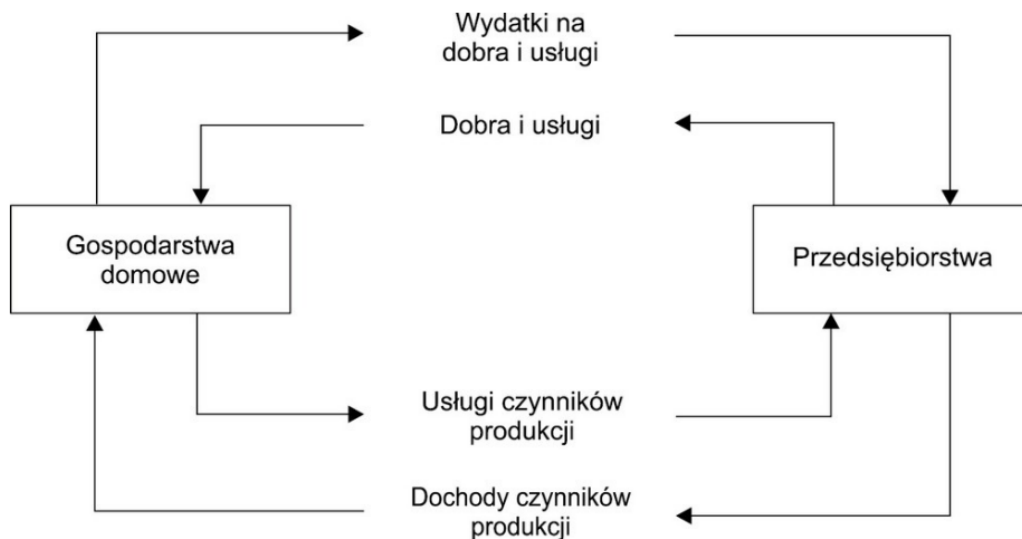 Wydatki na
dobra i usługi
Dobra i usługi
Gospodarstwa
domowe
Przedsiębiorstwa
Usługi czynników
produkcji
Dochody czynników
produkcji